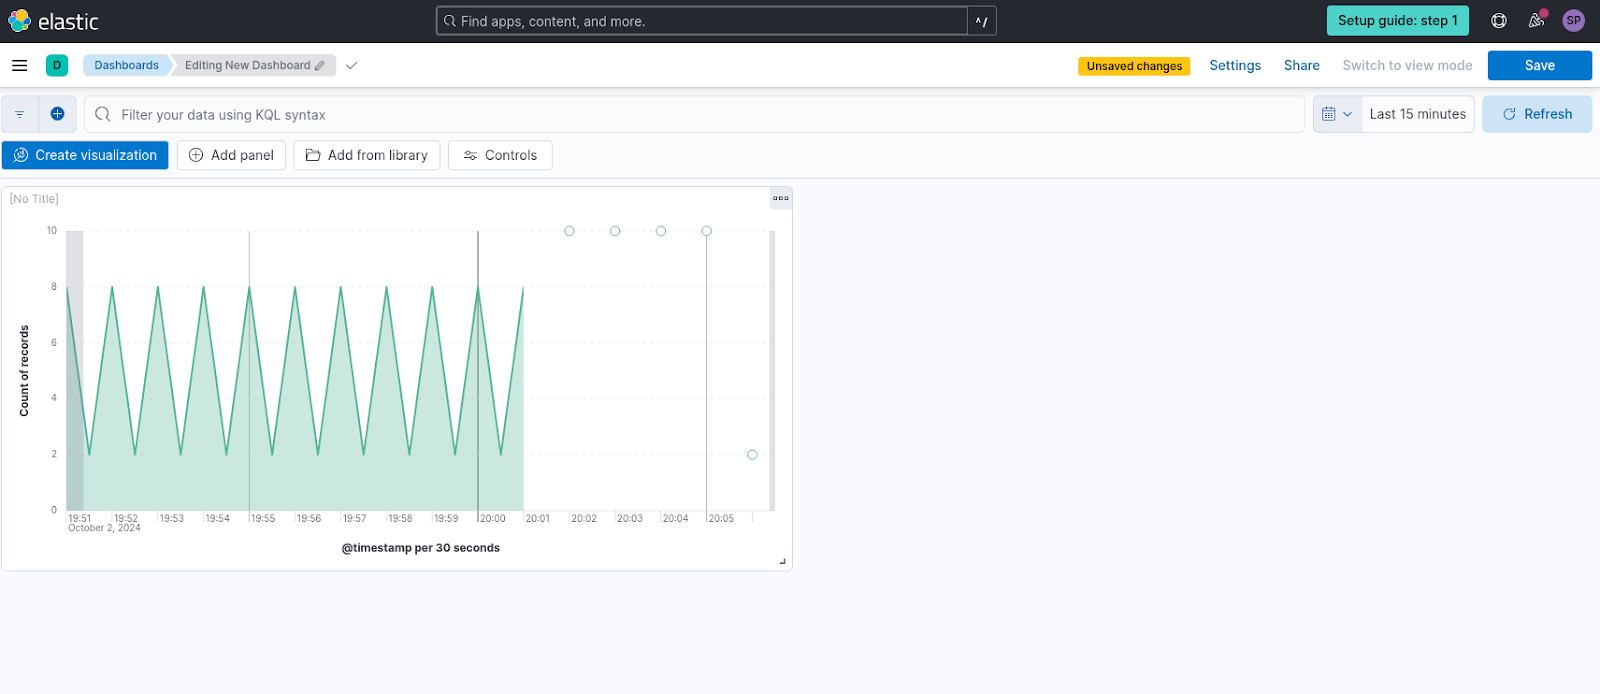 elastic
Find apps, content, and more.
^/
Setup guide: step 1
SP
D
Dashboards
Editing New Dashboard
Unsaved changes
Settings
Share
Switch to view mode
Save
Filter your data using KQL syntax
Last 15 minutes
Refresh
Create visualization
Add panel
Add from library
Controls
[No Title]
10
8
6
4
2
0
Count of records
19:51 19:52 19:53 19:54 19:55 19:56 19:57 19:58 19:59 20:00 20:01 20:02 20:03 20:04 20:05
October 2, 2024
@timestamp per 30 seconds